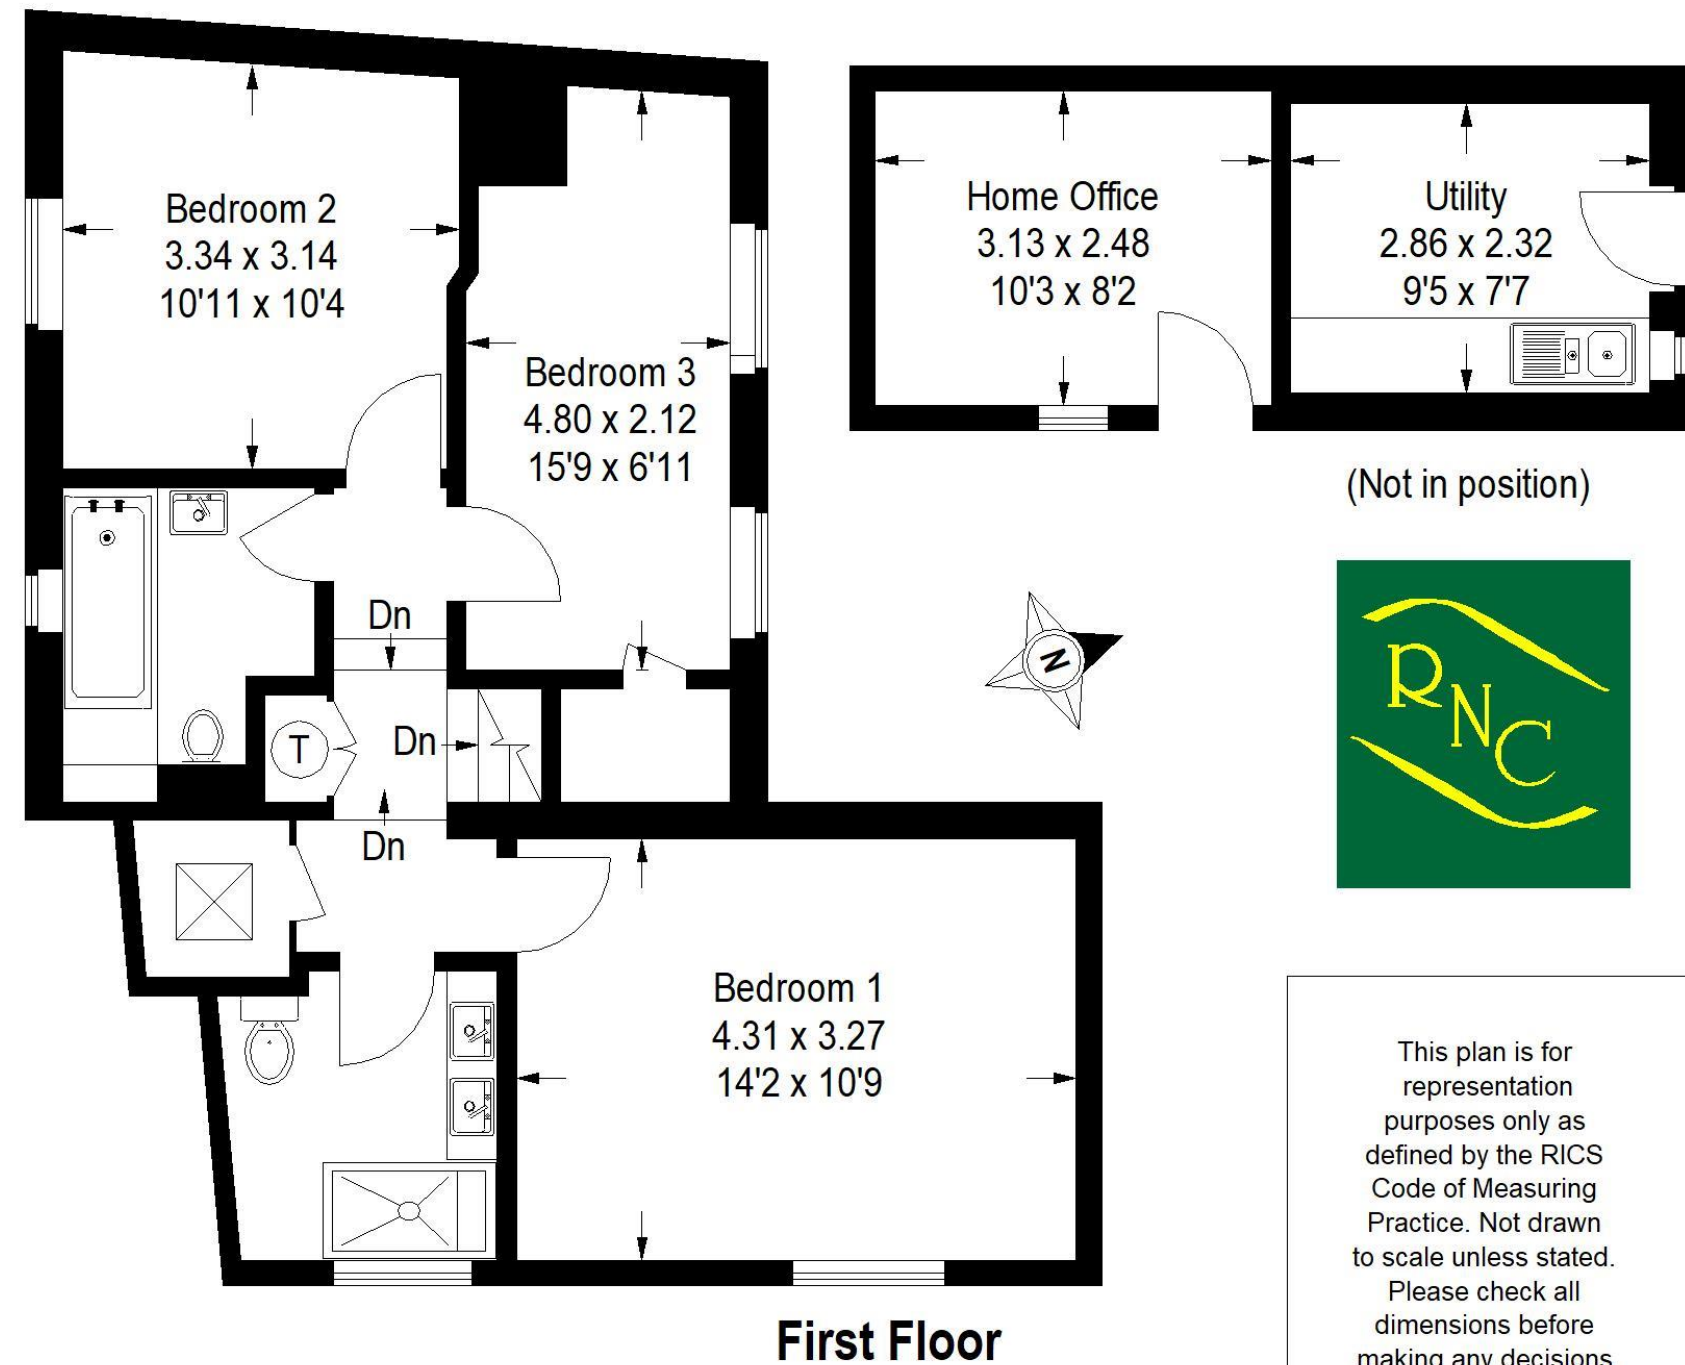 Bedroom 2
3.34 x 3.14
10'11 x 10'4
Home Office
3.13 x 2.48
10'3 x 8'2
Utility
2.86 x 2.32
9'5 x 7'7
Bedroom 3
4.80 x 2.12
15'9 x 6'11
(Not in position)
Dn
N
RNC
T
Dn
Dn
Bedroom 1
4.31 x 3.27
14'2 x 10'9
This plan is for
representation
purposes only as
defined by the RICS
Code of Measuring
Practice. Not drawn
to scale unless stated.
Please check all
dimensions before
making any decisions
First Floor